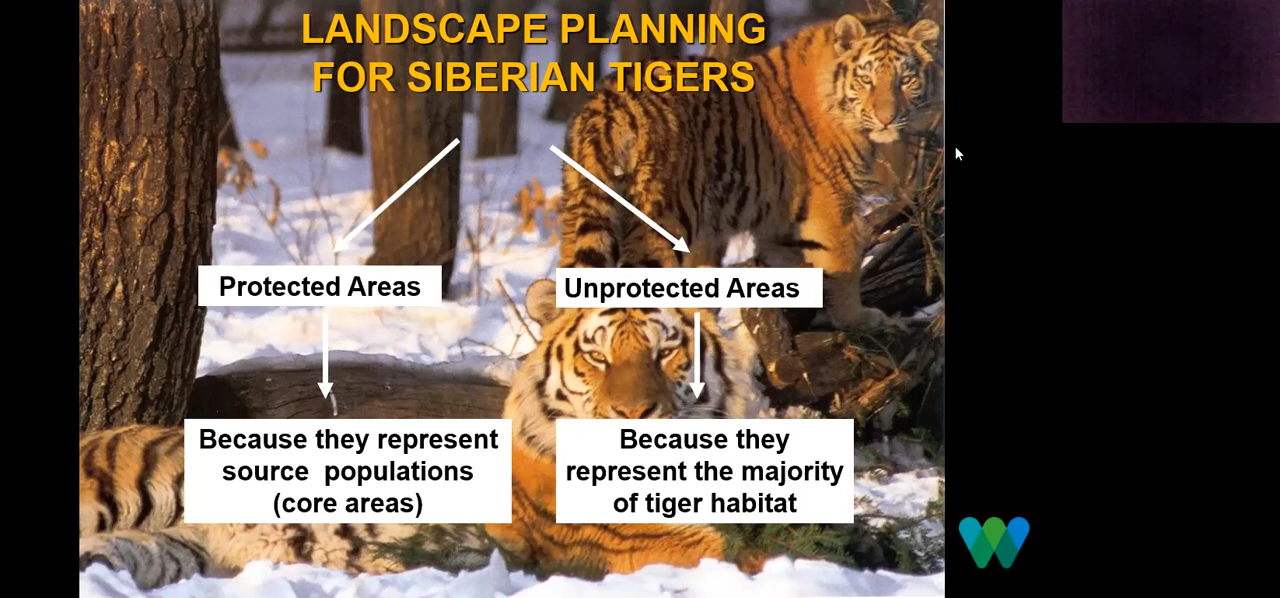 LANDSCAPE PLANNING
FOR SIBERIAN TIGERS
Protected Areas
Unprotected Areas
Because they represent
source populations
(core areas)
Because they
represent the majority
of tiger habitat